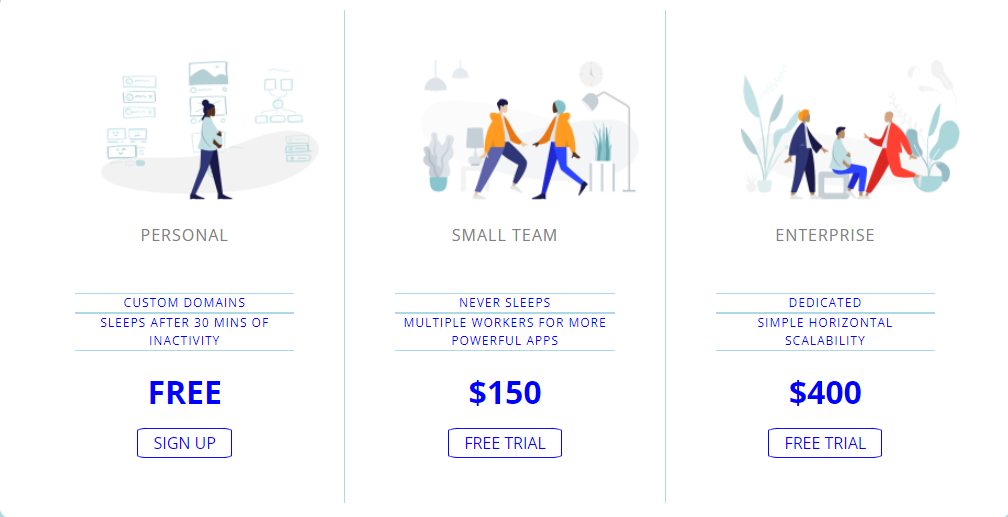 PERSONAL
CUSTOM DOMAINS
SLEEPS AFTER 30 MINS OF
INACTIVITY
FREE
SIGN UP
SMALL TEAM
NEVER SLEEPS
MULTIPLE WORKERS FOR MORE
POWERFUL APPS
$150
FREE TRIAL
ENTERPRISE
DEDICATED
SIMPLE HORIZONTAL
SCALABILITY
$400
FREE TRIAL